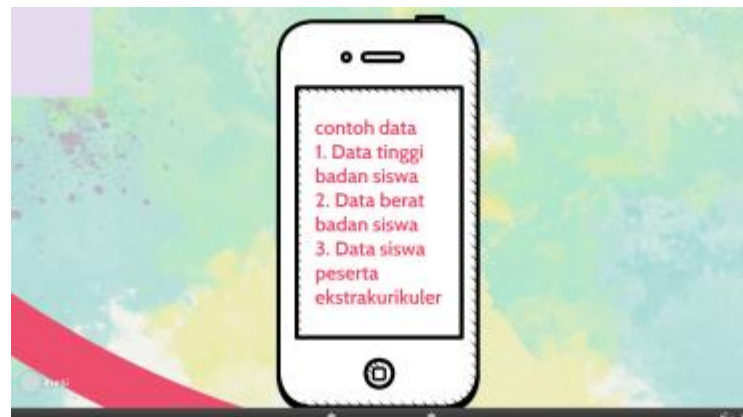 contoh data
1. Data tinggi
badan siswa
2. Data berat
badan siswa
3. Data siswa
peserta
ekstrakurikuler